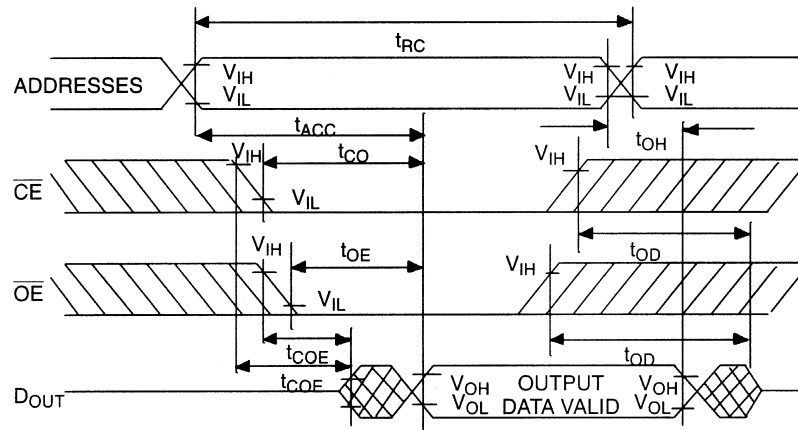 tRC
ADDRESSES VIH VIH VIH
VIL VIL VIL
tACC
tOH
VIH tCO VIH
CE VIL
VIH tOE VIH tOD
OE VIL
tCOE tOD
tCOE
DOUT VOH OUTPUT VOH
VOL DATA VALID VOL